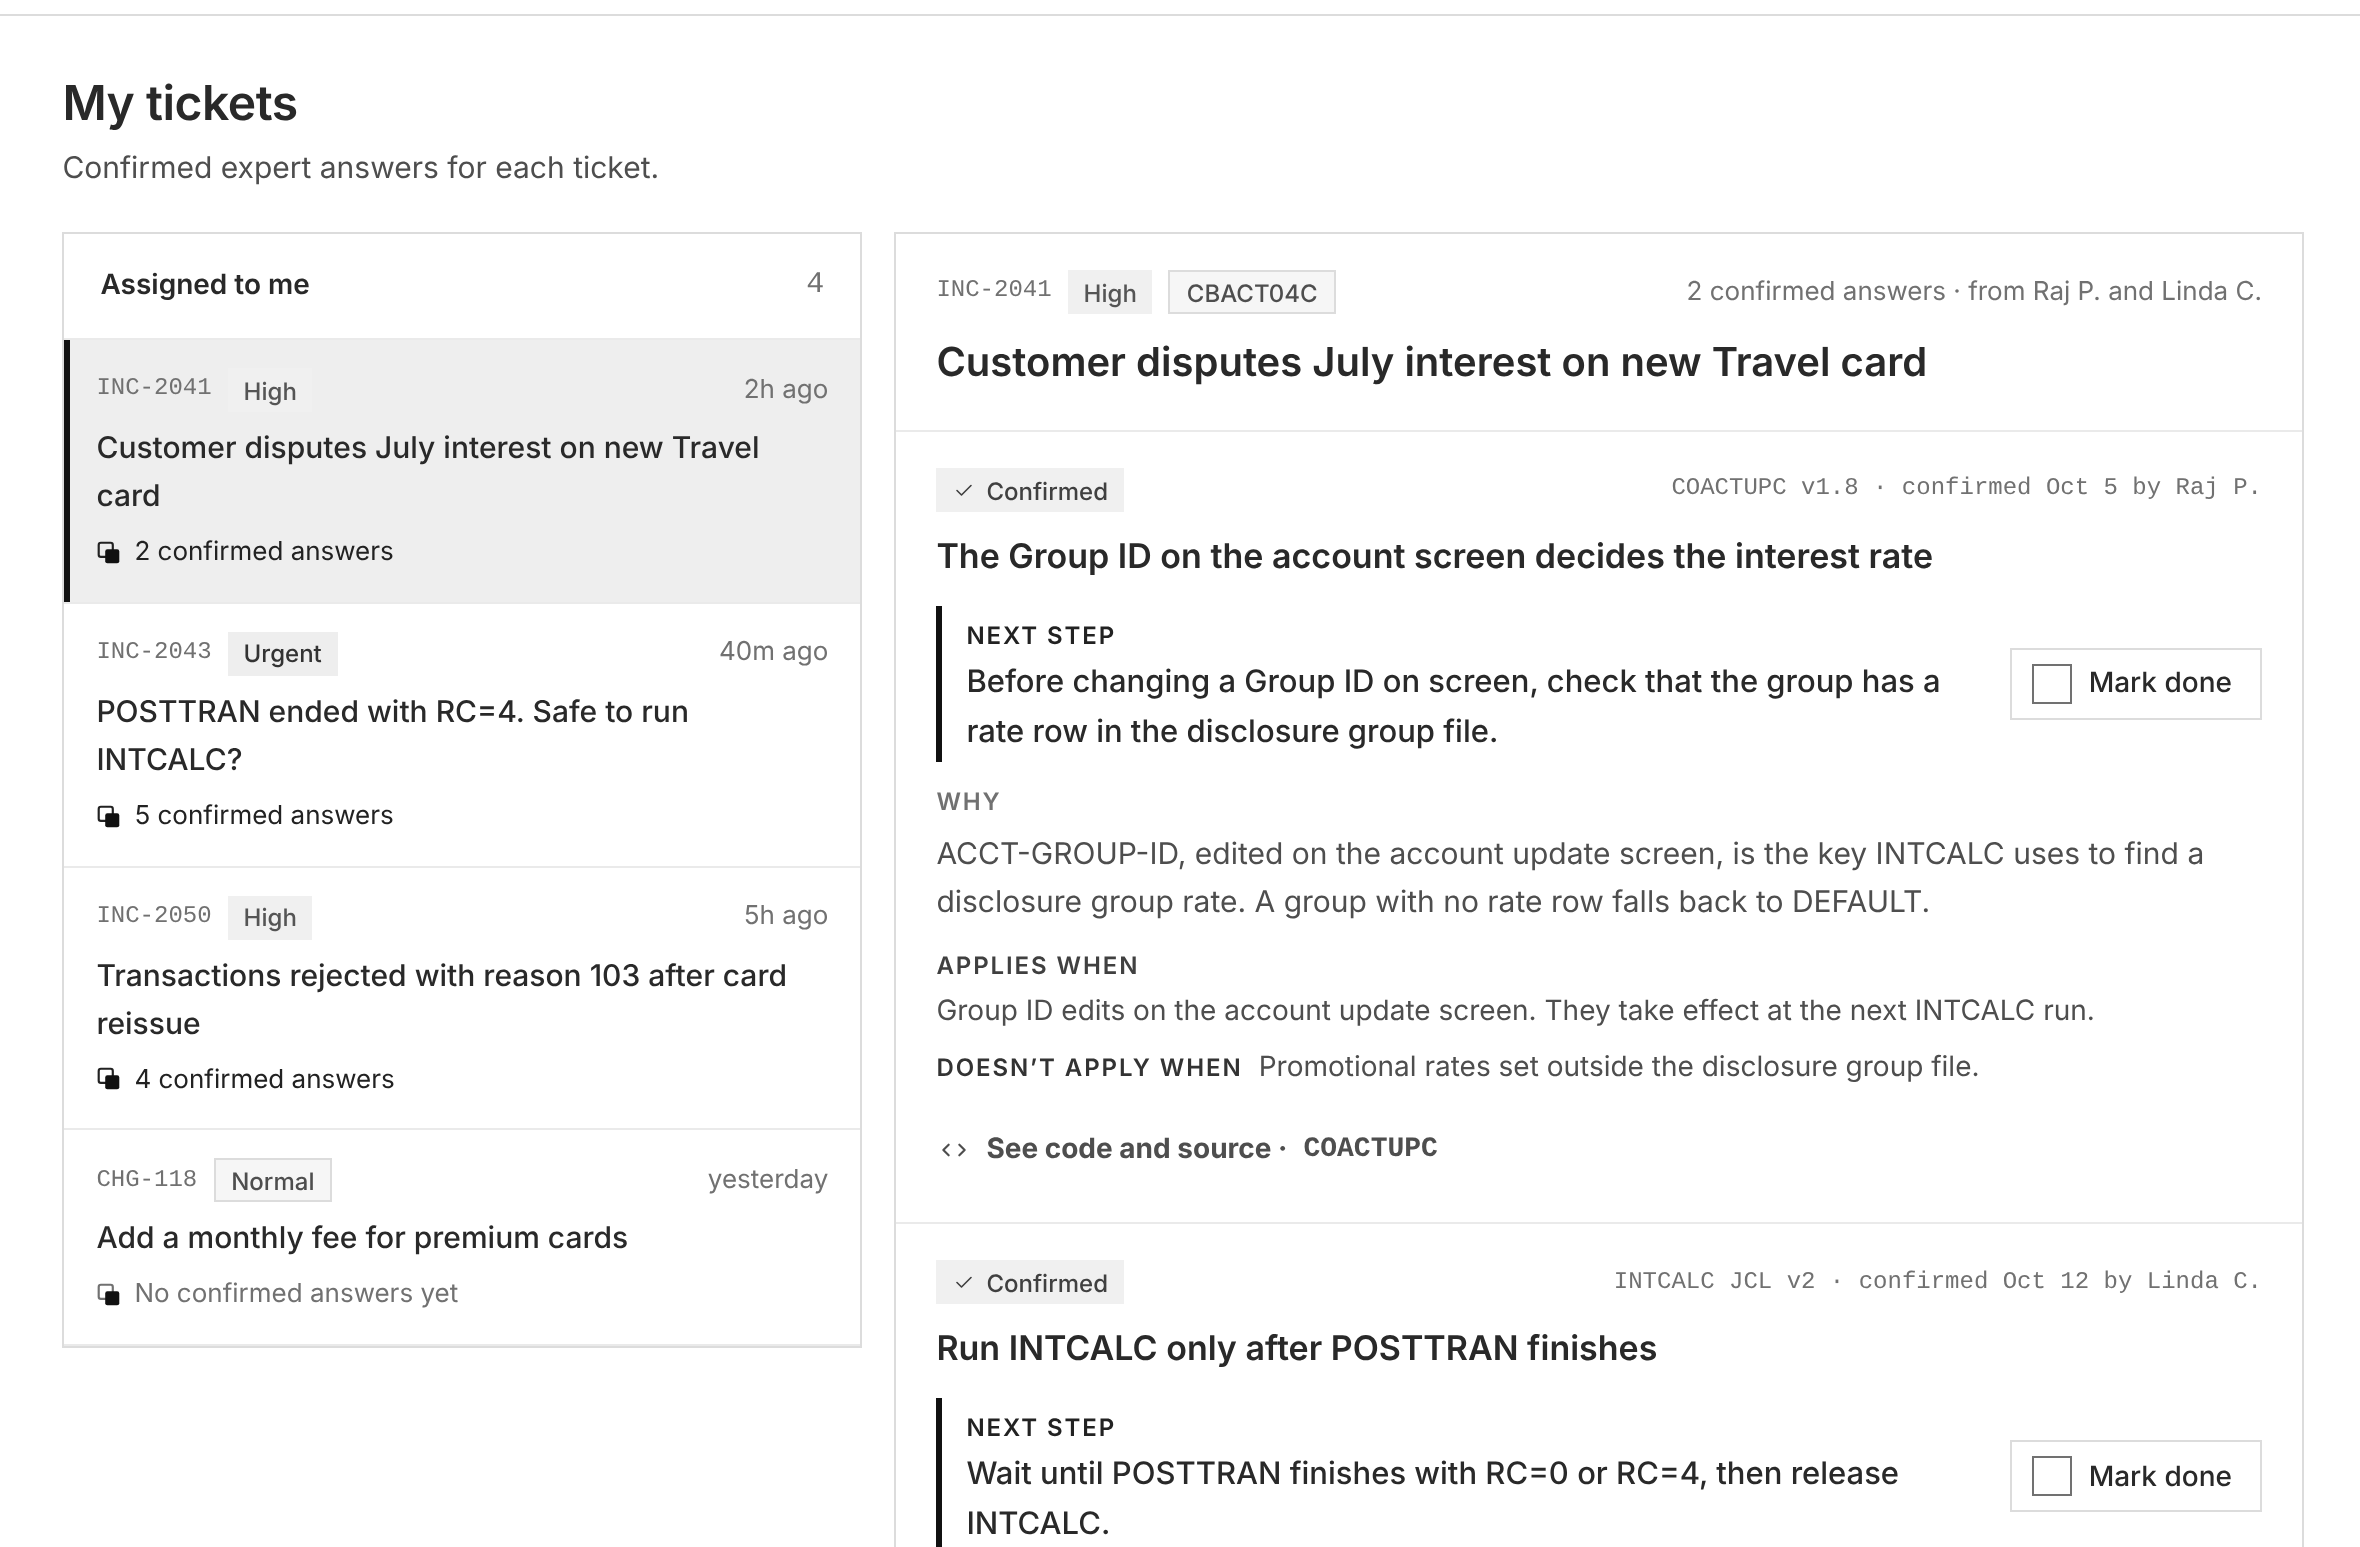 My tickets
Confirmed expert answers for each ticket.
Assigned to me 4
INC-2041 High 2h ago
Customer disputes July interest on new Travel
card
2 confirmed answers
INC-2043 Urgent 40m ago
POSTTRAN ended with RC=4. Safe to run
INTCALC?
5 confirmed answers
INC-2050 High 5h ago
Transactions rejected with reason 103 after card
reissue
4 confirmed answers
CHG-118 Normal yesterday
Add a monthly fee for premium cards
No confirmed answers yet
INC-2041 High CBACT04C 2 confirmed answers · from Raj P. and Linda C.
Customer disputes July interest on new Travel card
Confirmed COACTUPC v1.8 · confirmed Oct 5 by Raj P.
The Group ID on the account screen decides the interest rate
NEXT STEP
Before changing a Group ID on screen, check that the group has a
rate row in the disclosure group file.
Mark done
WHY
ACCT-GROUP-ID, edited on the account update screen, is the key INTCALC uses to find a
disclosure group rate. A group with no rate row falls back to DEFAULT.
APPLIES WHEN
Group ID edits on the account update screen. They take effect at the next INTCALC run.
DOESN’T APPLY WHEN Promotional rates set outside the disclosure group file.
See code and source · COACTUPC
Confirmed INTCALC JCL v2 · confirmed Oct 12 by Linda C.
Run INTCALC only after POSTTRAN finishes
NEXT STEP
Wait until POSTTRAN finishes with RC=0 or RC=4, then release
INTCALC.
Mark done